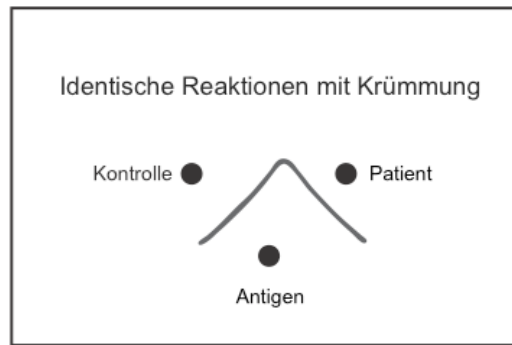 Identische Reaktionen mit Krümmung
Kontrolle Patient
Antigen